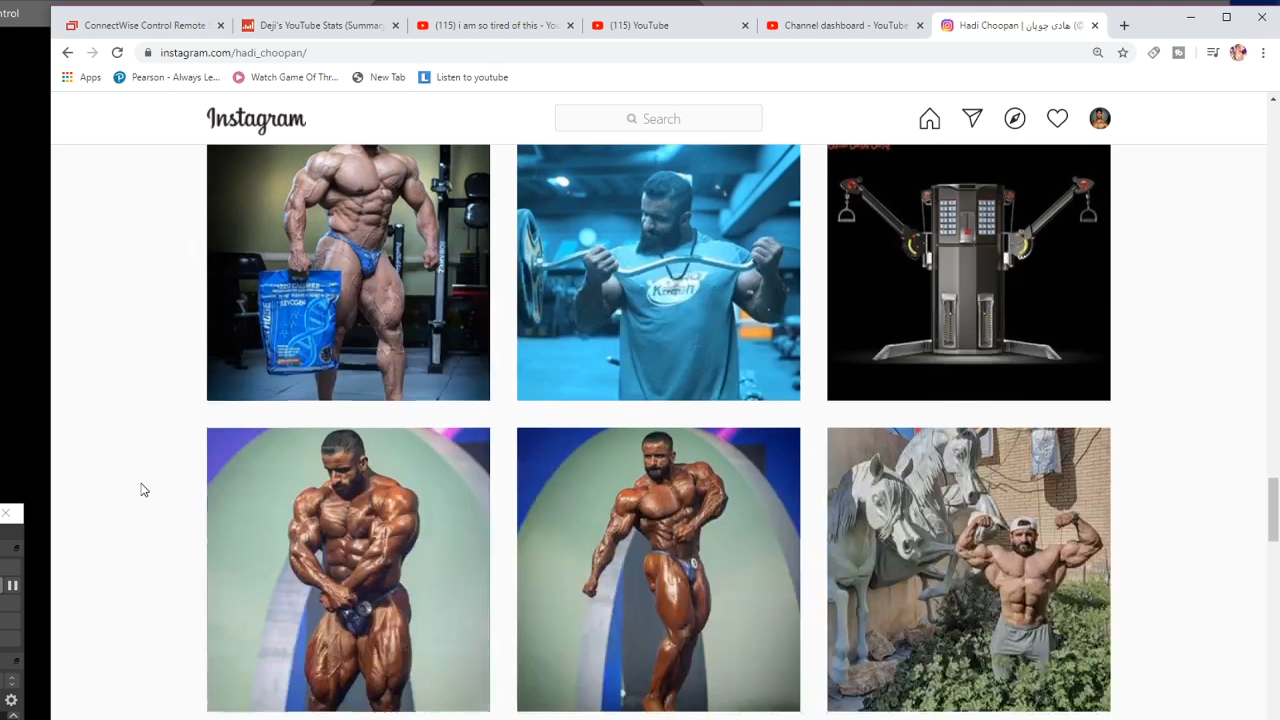 ntrol
ConnectWise Control Remote S
Deji's YouTube Stats (Summary
(115) i am so tired of this - You
(115) YouTube
Channel dashboard - YouTube
Hadi Choopan | هادی چوپان (©
instagram.com/hadi_choopan/
Apps
Pearson - Always Le...
Watch Game Of Thr...
New Tab
Listen to youtube
Instagram
Search